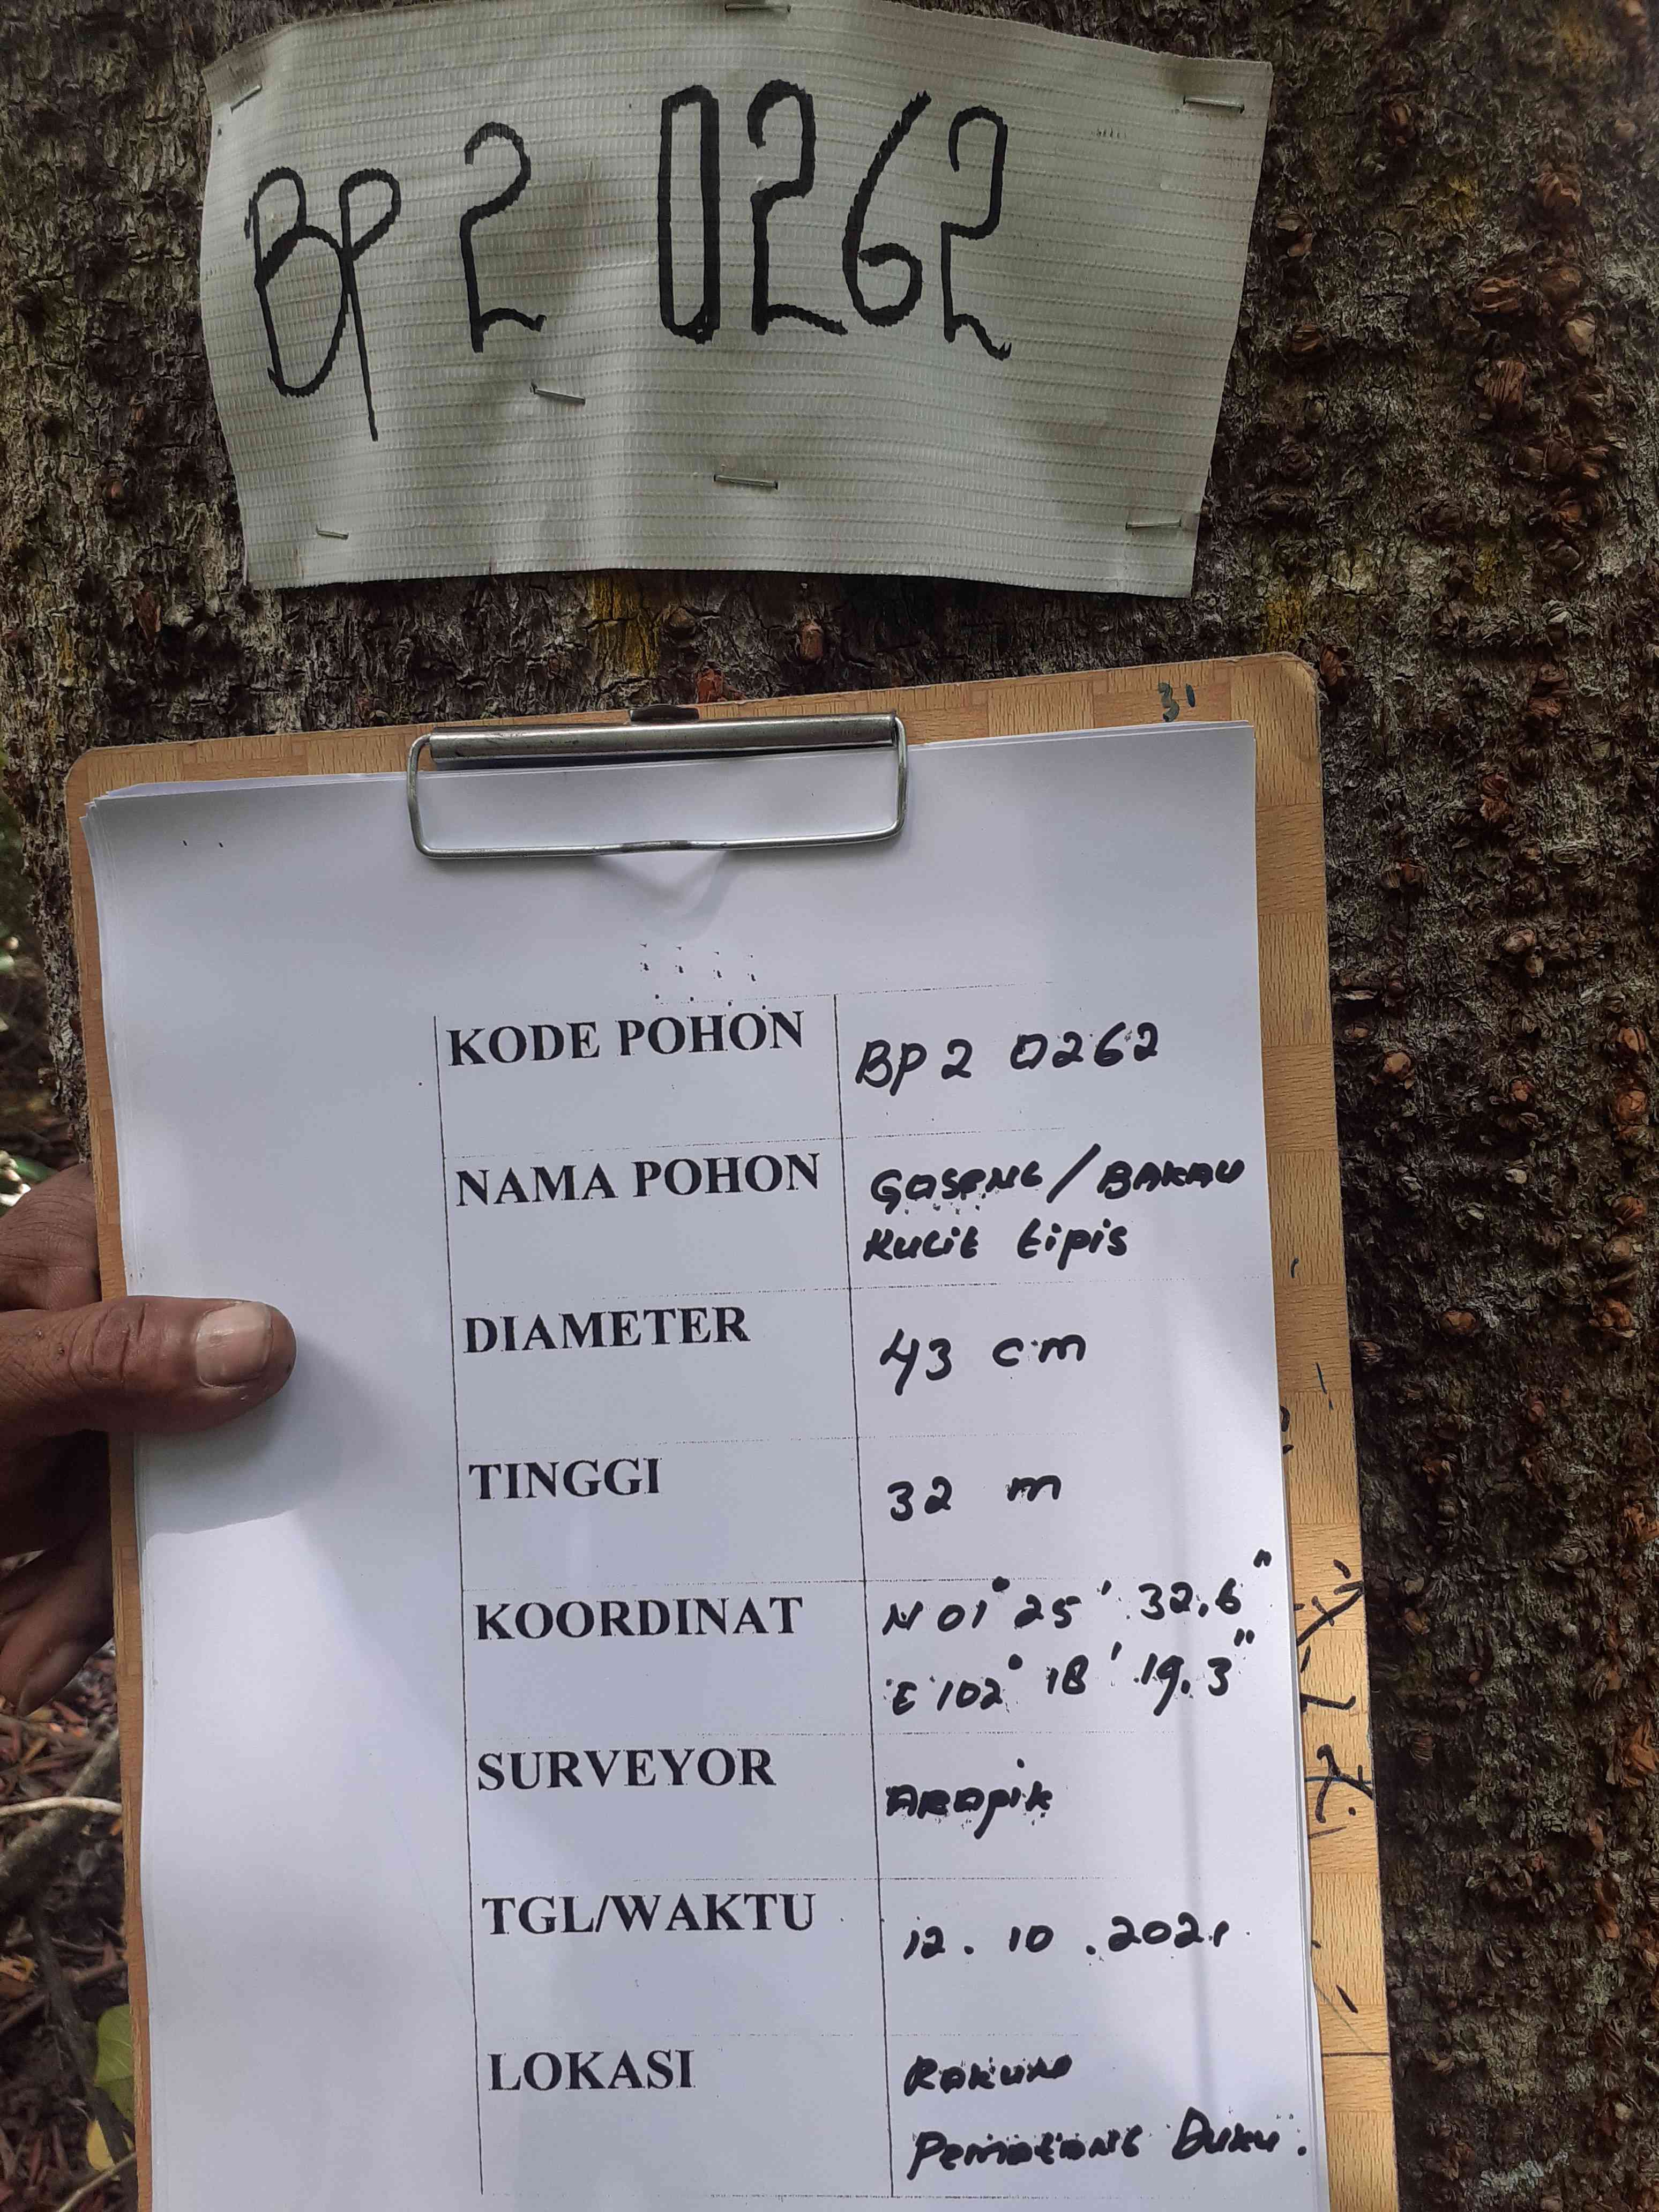 BP 2 0262
31
KODE POHON BP 2 0262
NAMA POHON GASENG / BAKAU
Kulit tipis
DIAMETER 43 cm
TINGGI 32 m
KOORDINAT N 01° 25' 32,6"
E 102° 18' 19.3"
SURVEYOR ARAPIK
TGL/WAKTU 12 . 10 . 2021
LOKASI
Pematang Duku.